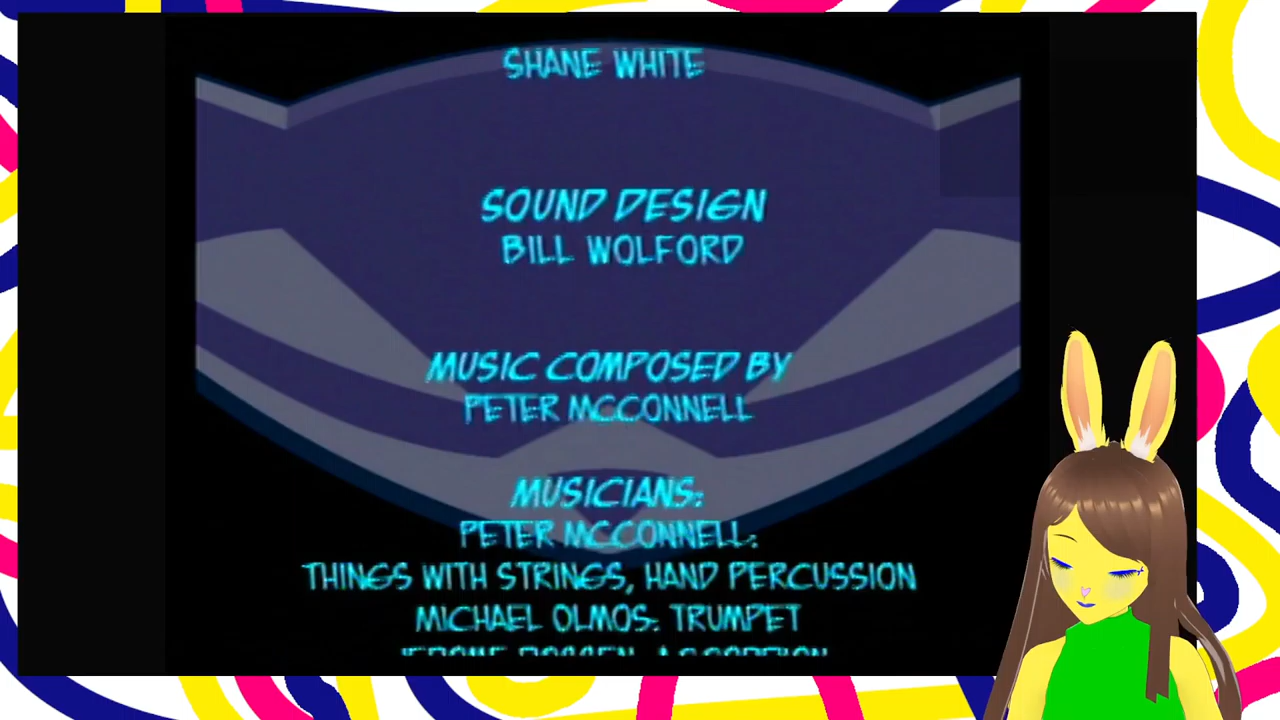 SHANE WHITE
SOUND DESIGN
BILL WOLFORD
MUSIC COMPOSED BY
PETER MCCONNELL
MUSICIANS:
PETER MCCONNELL:
THINGS WITH STRINGS, HAND PERCUSSION
MICHAEL OLMOS: TRUMPET